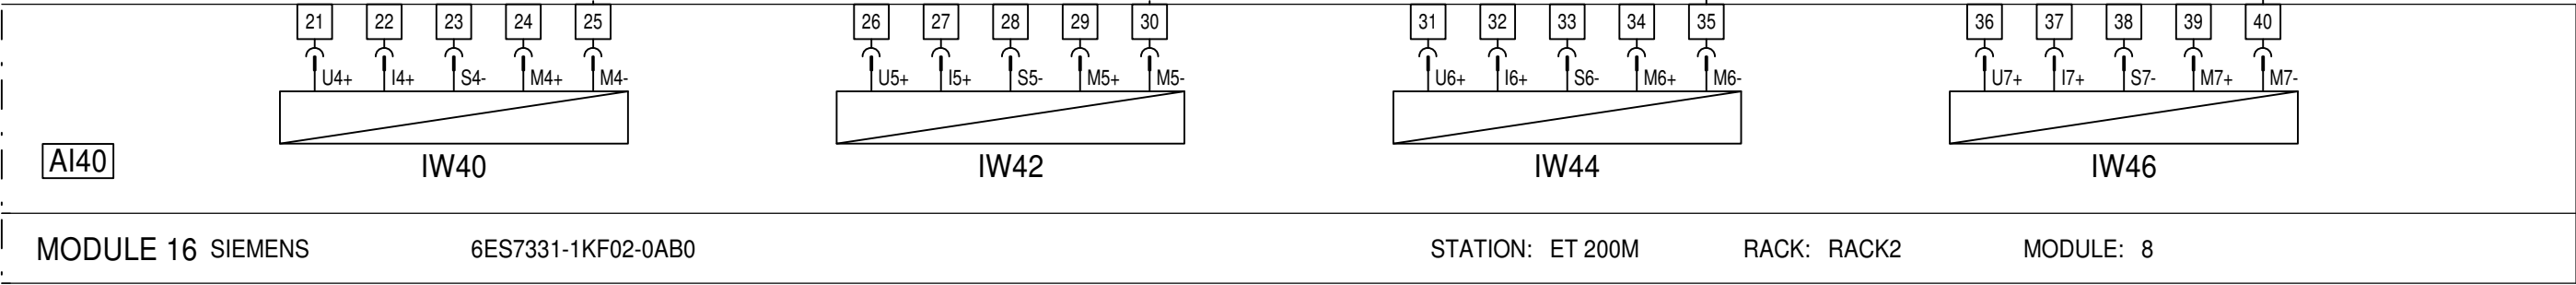 21 22 23 24 25 26 27 28 29 30 31 32 33 34 35 36 37 38 39 40
U4+ I4+ S4- M4+ M4- U5+ I5+ S5- M5+ M5- U6+ I6+ S6- M6+ M6- U7+ I7+ S7- M7+ M7-
AI40 IW40 IW42 IW44 IW46
MODULE 16 SIEMENS 6ES7331-1KF02-0AB0 STATION: ET 200M RACK: RACK2 MODULE: 8